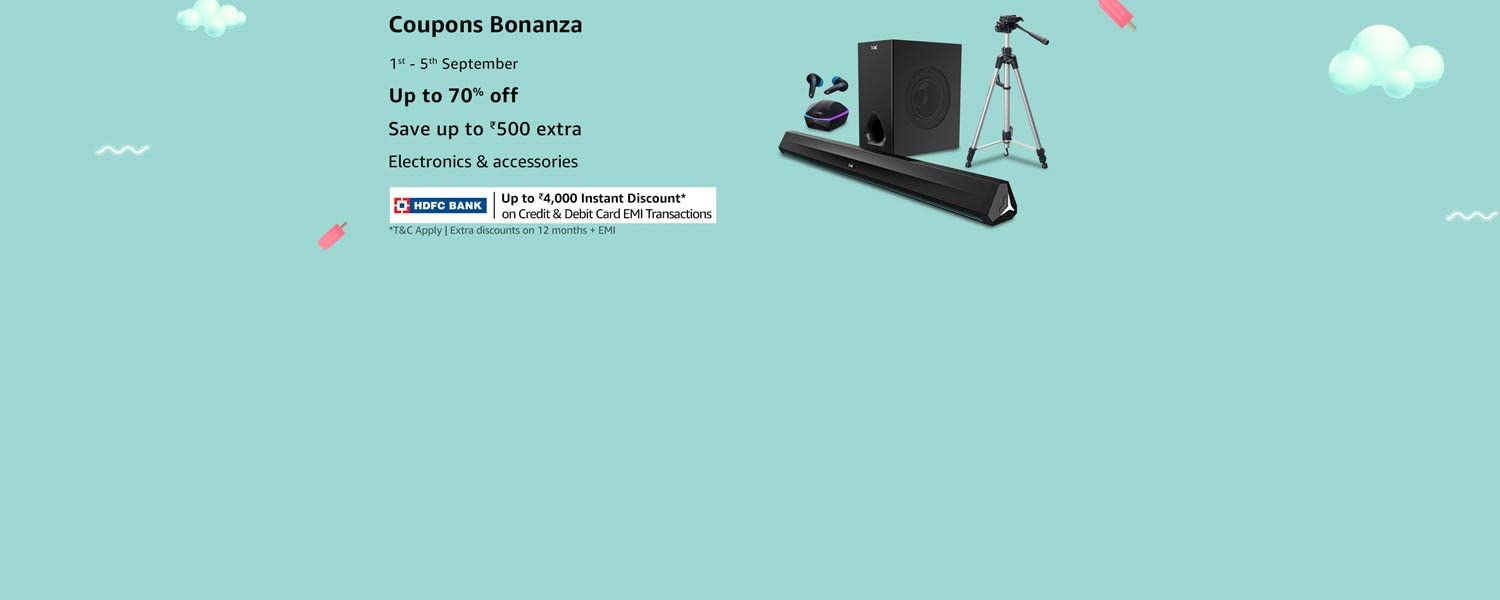 Coupons Bonanza
1st - 5th September
Up to 70% off
Save up to ₹500 extra
Electronics & accessories
HDFC BANK
Up to ₹4,000 Instant Discount*
on Credit & Debit Card EMI Transactions
*T&C Apply | Extra discounts on 12 months + EMI